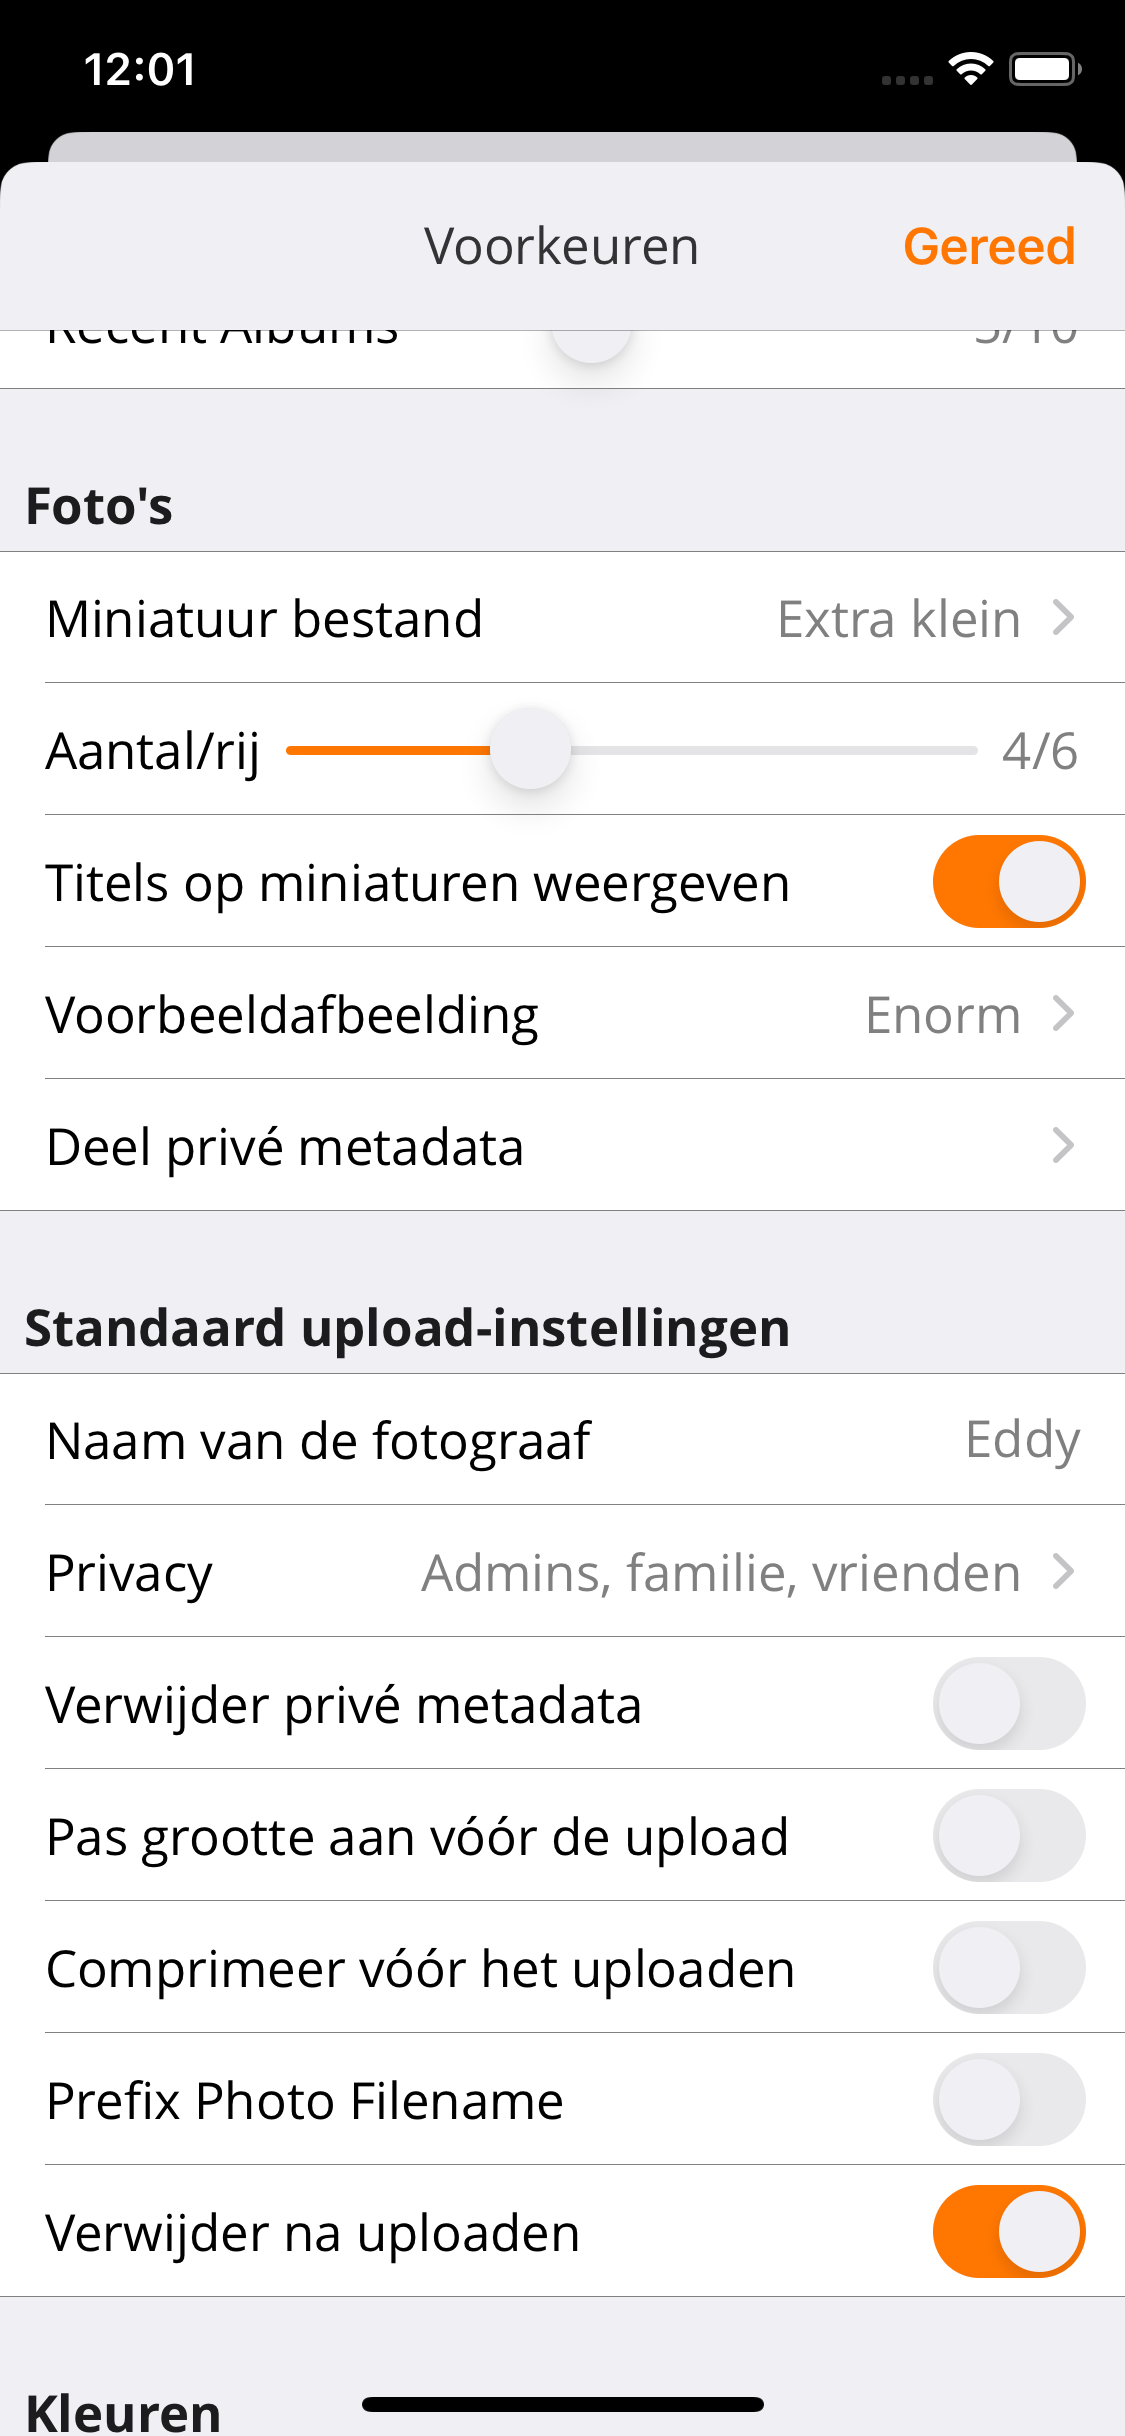 12:01
Voorkeuren
Gereed
Recent Albums 5/10
Foto's
Miniatuur bestand Extra klein
Aantal/rij 4/6
Titels op miniaturen weergeven
Voorbeeldafbeelding Enorm
Deel privé metadata
Standaard upload-instellingen
Naam van de fotograaf Eddy
Privacy Admins, familie, vrienden
Verwijder privé metadata
Pas grootte aan vóór de upload
Comprimeer vóór het uploaden
Prefix Photo Filename
Verwijder na uploaden
Kleuren